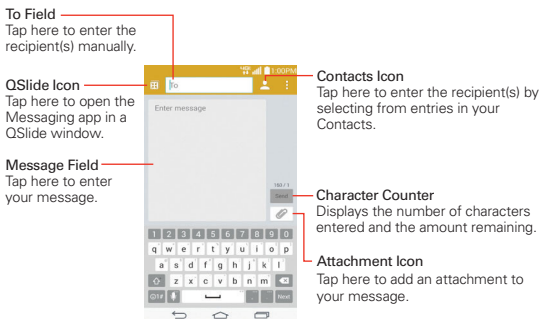 To Field
Tap here to enter the
recipient(s) manually.
QSlide Icon
Tap here to open the
Messaging app in a
QSlide window.
Message Field
Tap here to enter
your message.
1:00PM
To
Enter message
160 / 1
Send
1 2 3 4 5 6 7 8 9 0
q w e r t y u i o p
a s d f g h j k l
z x c v b n m
. Next
Contacts Icon
Tap here to enter the recipient(s) by
selecting from entries in your
Contacts.
Character Counter
Displays the number of characters
entered and the amount remaining.
Attachment Icon
Tap here to add an attachment to
your message.